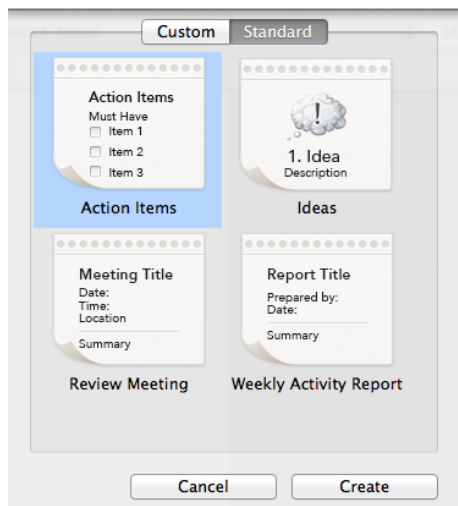 Custom Standard
Action Items
Must Have
Item 1
Item 2
Item 3
Action Items
1. Idea
Description
Ideas
Meeting Title
Date:
Time:
Location
Summary
Review Meeting
Report Title
Prepared by:
Date:
Summary
Weekly Activity Report
Cancel Create